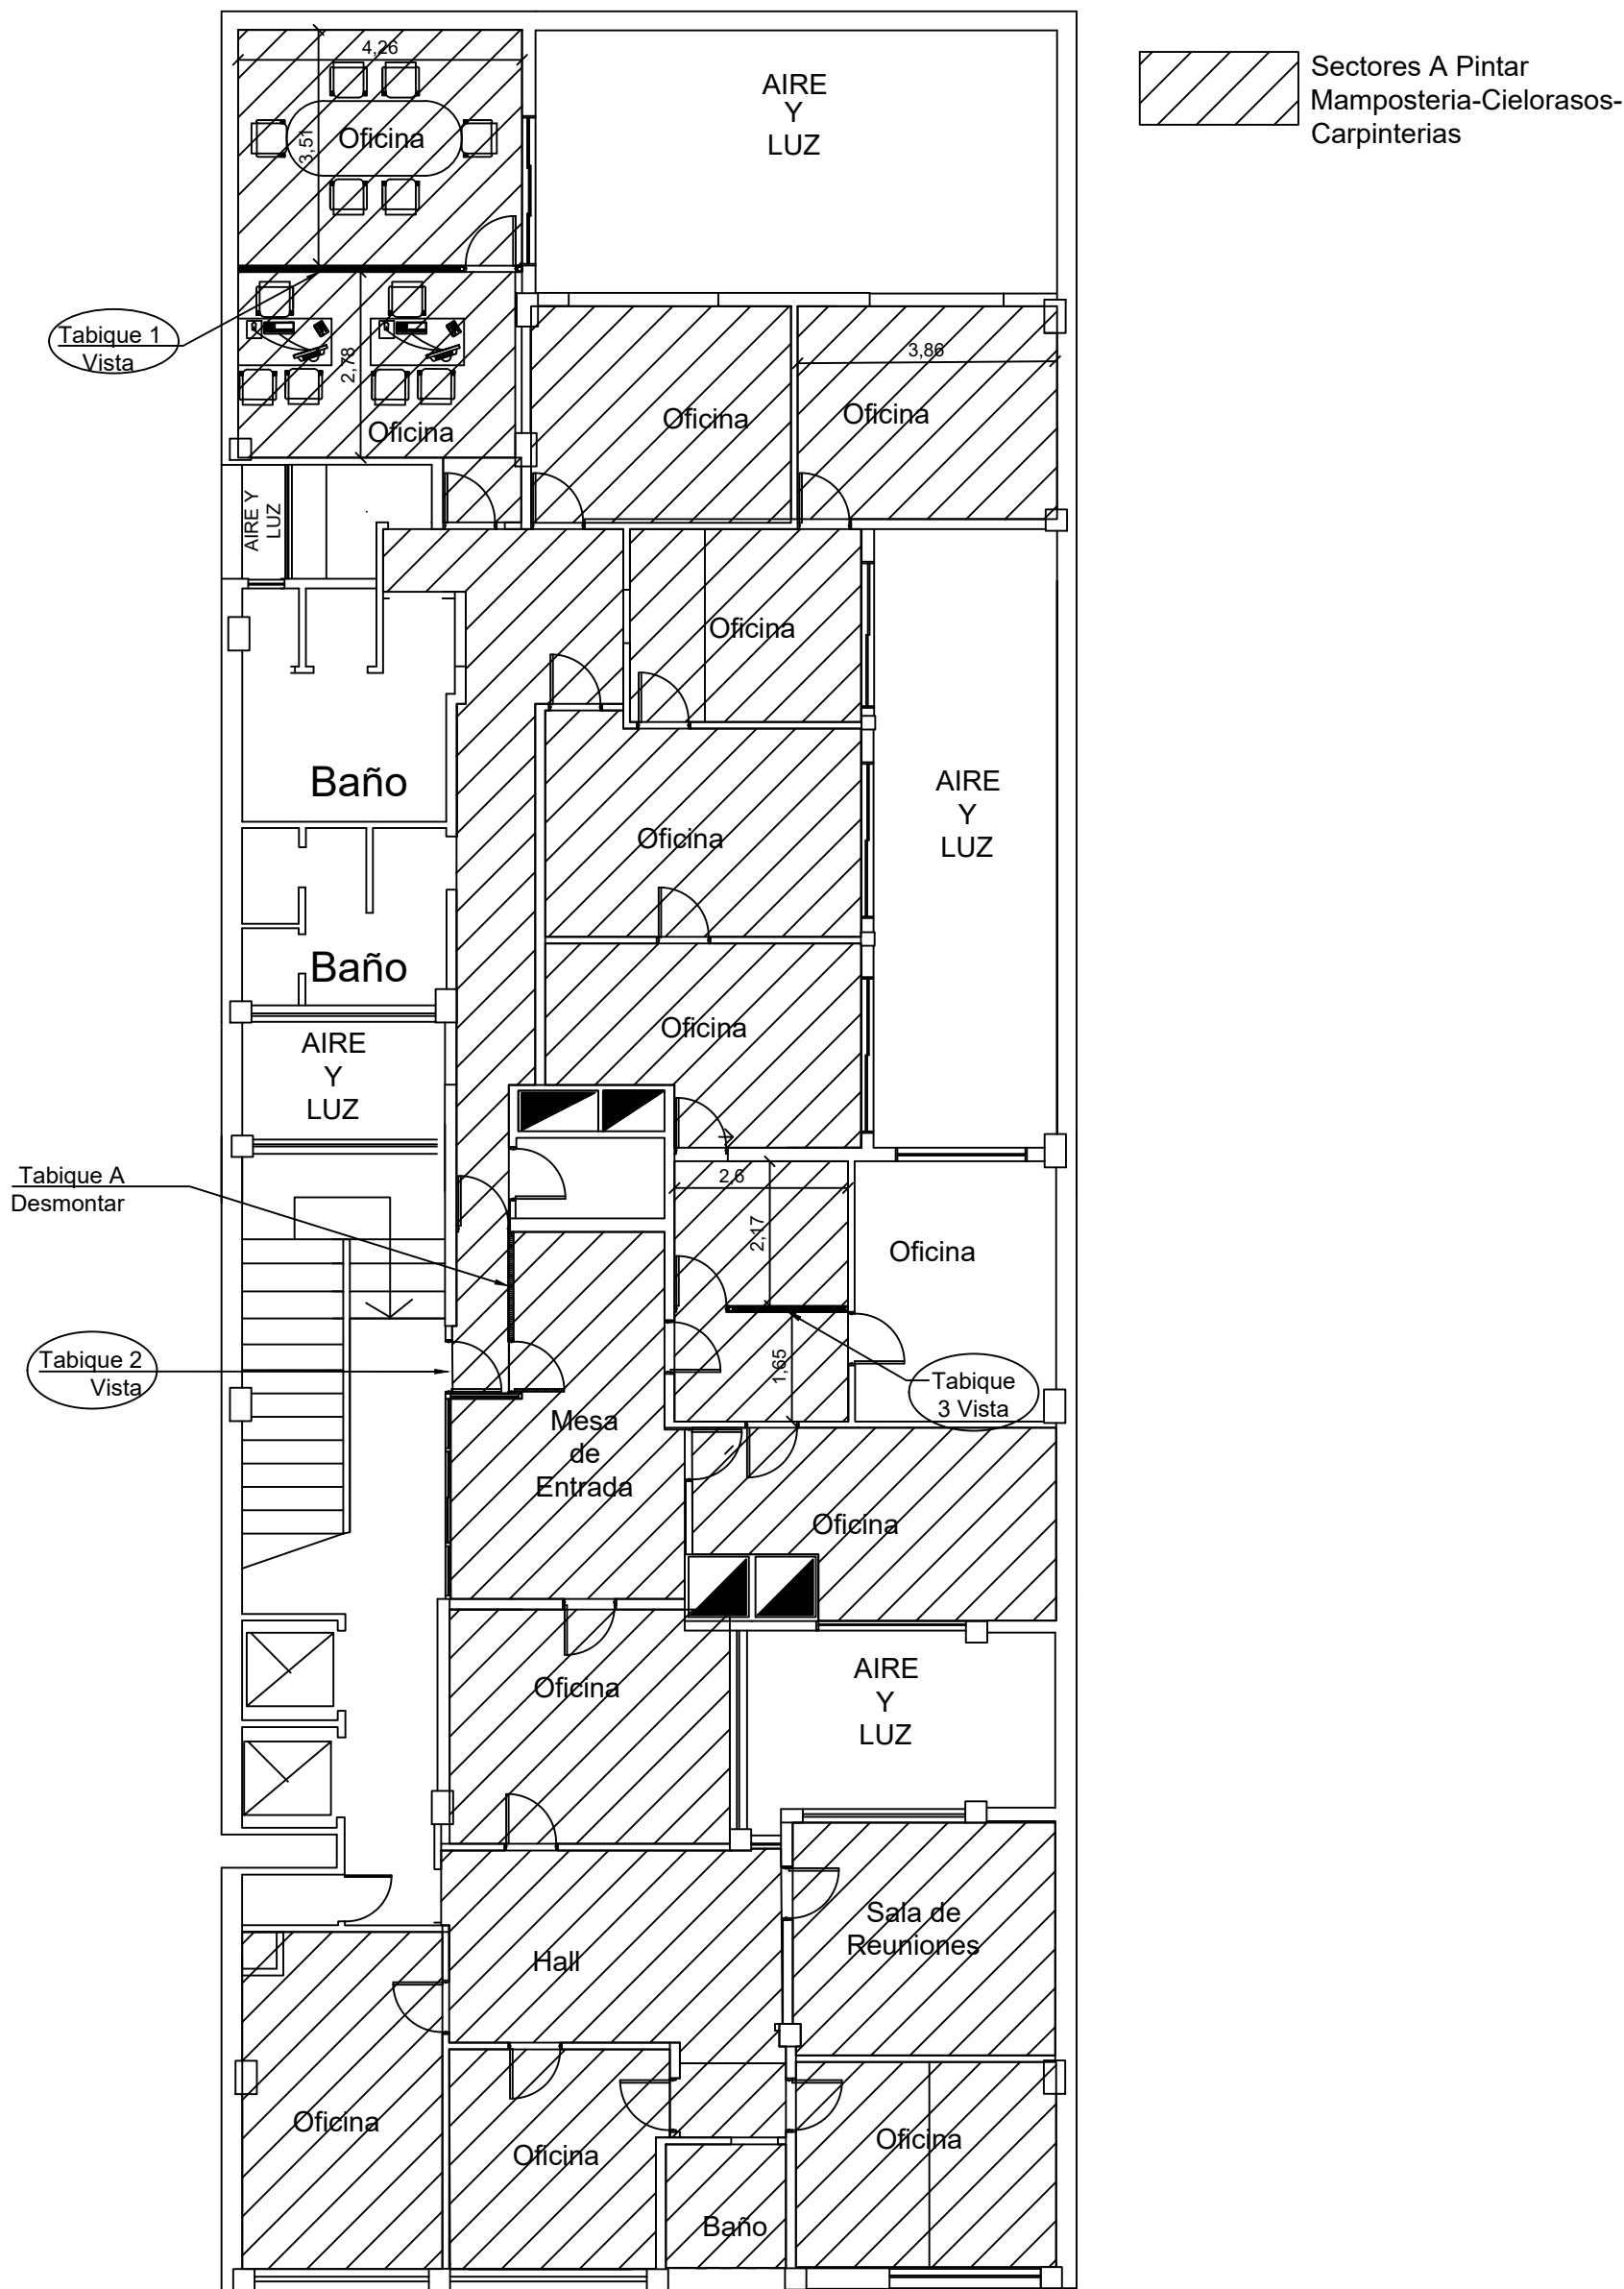 4,26
AIRE
Y
LUZ
Sectores A Pintar
Mamposteria-Cielorasos-
Carpinterias
3,51
Oficina
Tabique 1
Vista
2,78
Oficina
3,86
Oficina
Oficina
AIRE Y
LUZ
Oficina
Baño
AIRE
Y
LUZ
Oficina
Baño
Oficina
AIRE
Y
LUZ
Tabique A
Desmontar
2,6
2,17
Oficina
Tabique 2
Vista
1,65
Tabique
3 Vista
Mesa
de
Entrada
Oficina
Oficina
AIRE
Y
LUZ
Sala de
Reuniones
Hall
Oficina
Oficina
Oficina
Baño